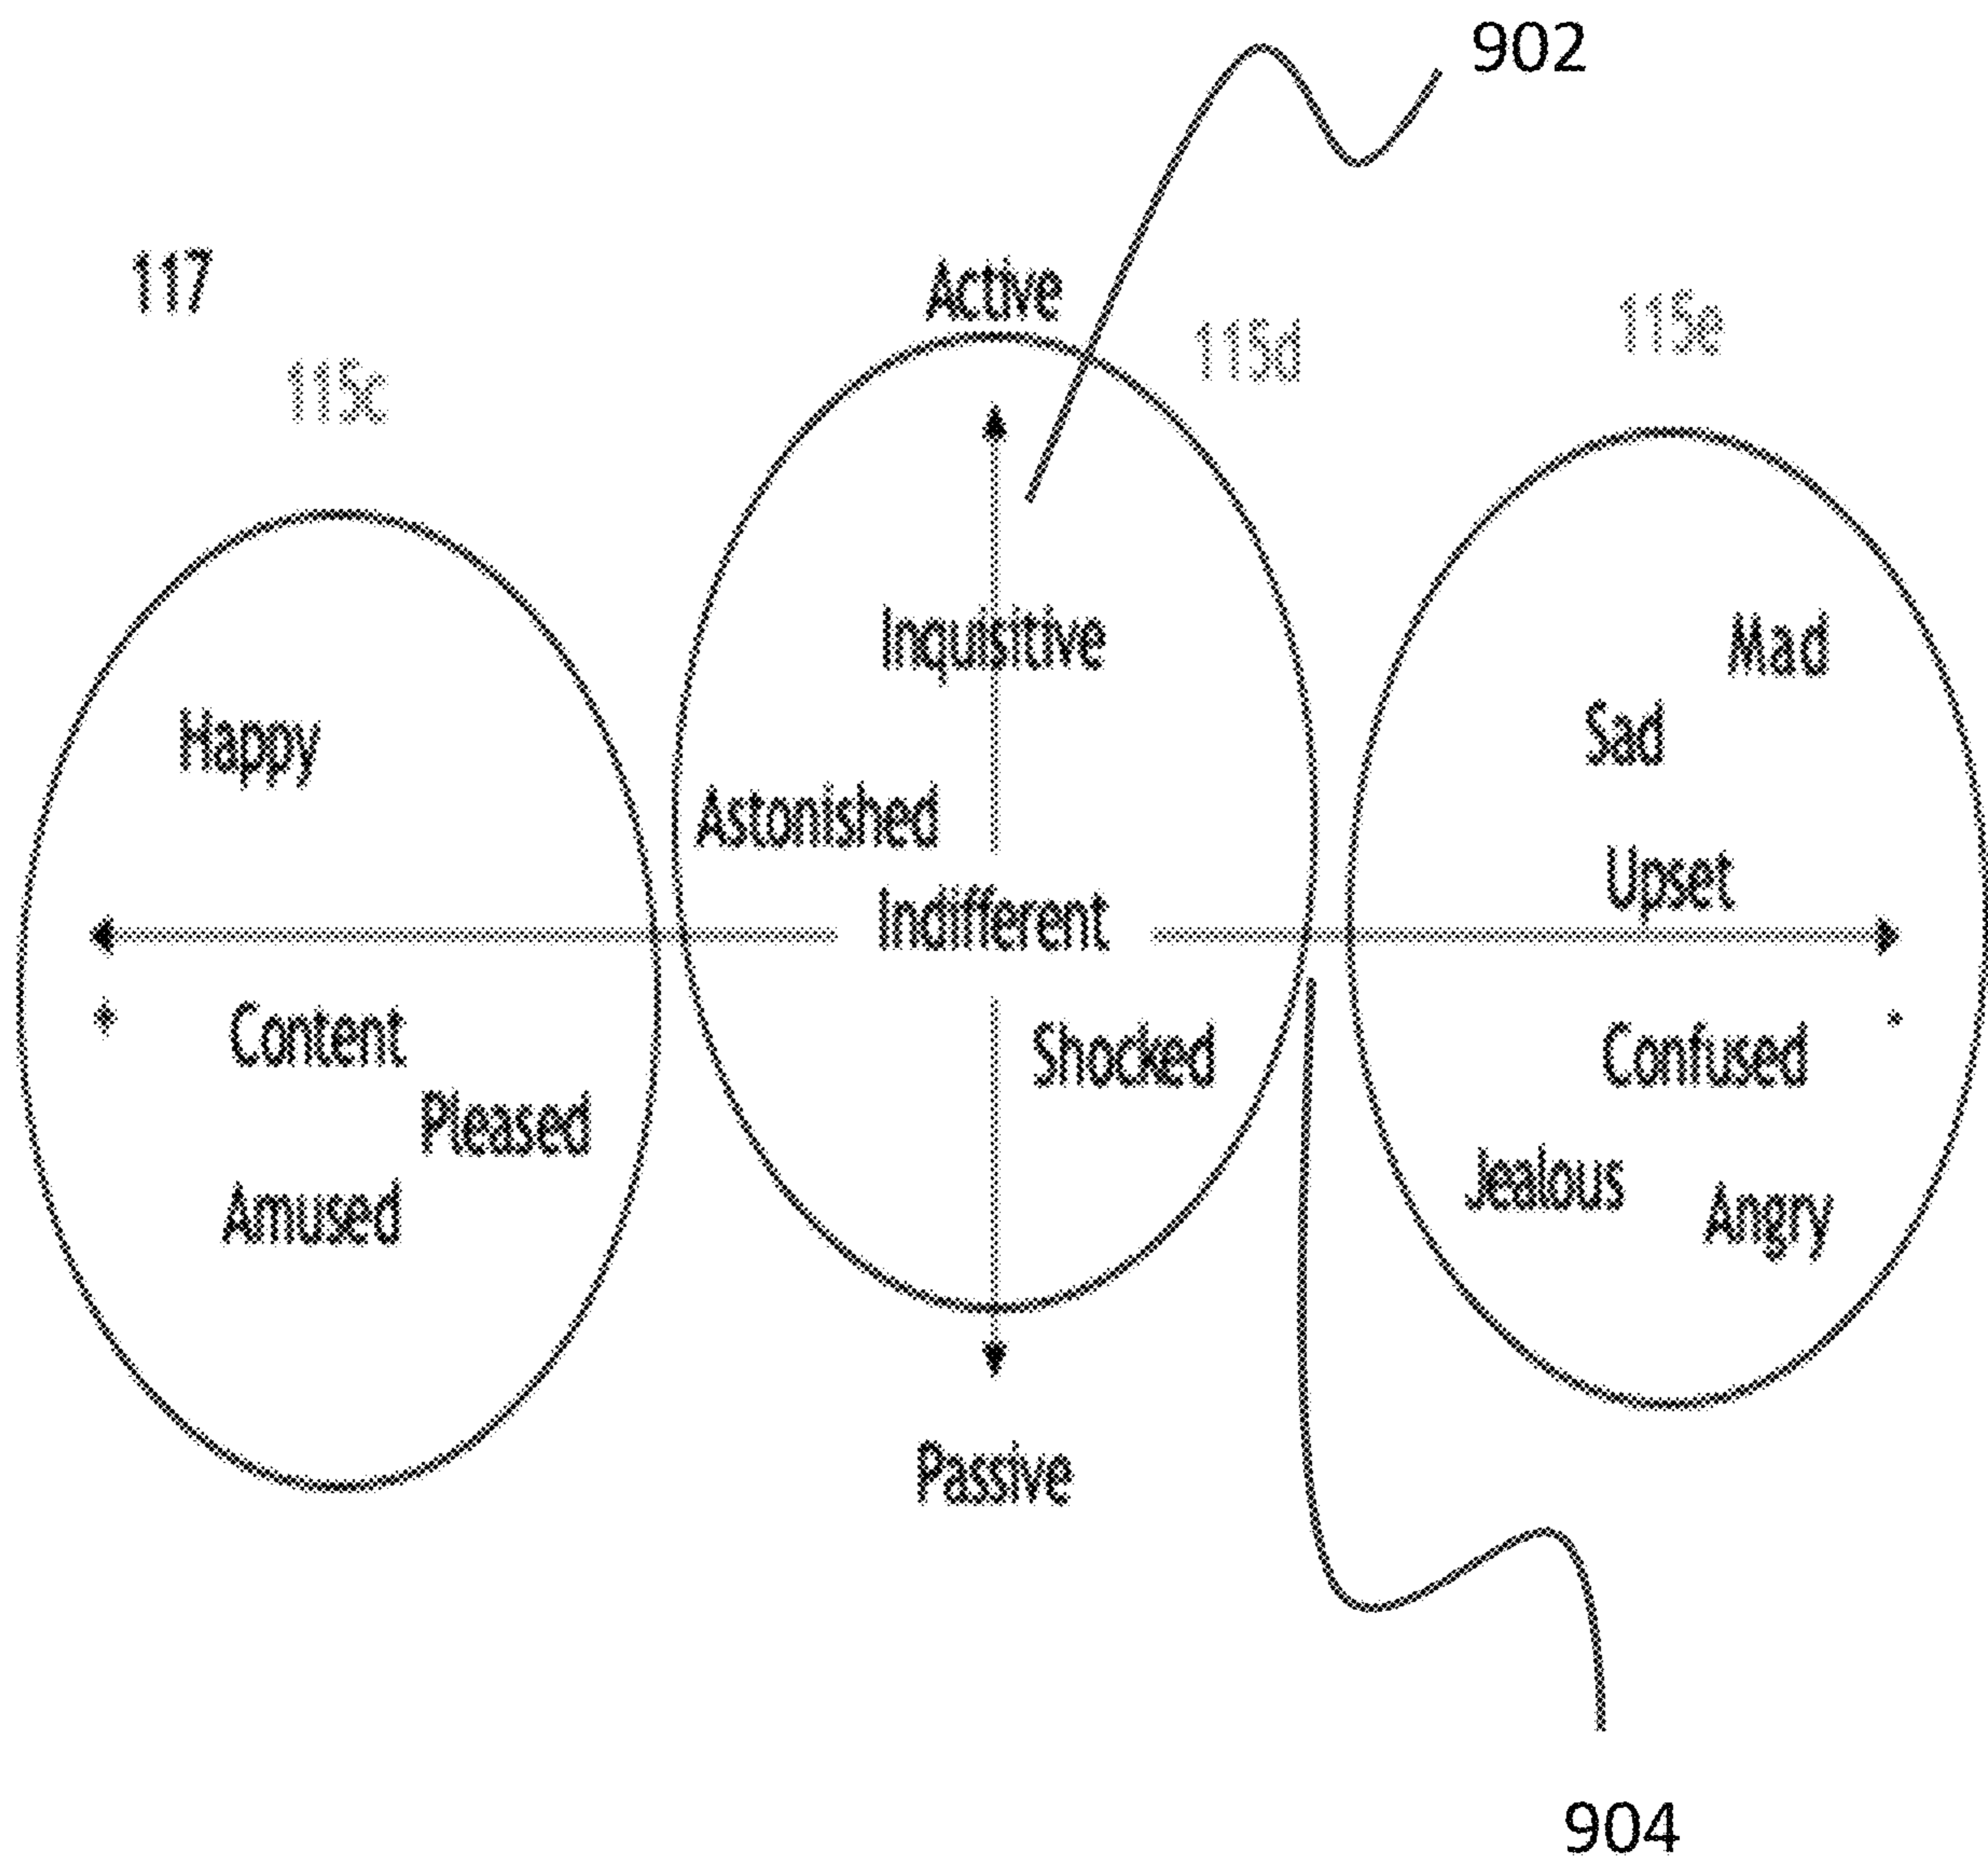 902
117
Active
115c
115d
115e
Inquisitive
Mad
Happy
Sad
Astonished
Upset
Indifferent
+
-
Content
Shocked
Confused
Pleased
Jealous
Amused
Angry
Passive
904